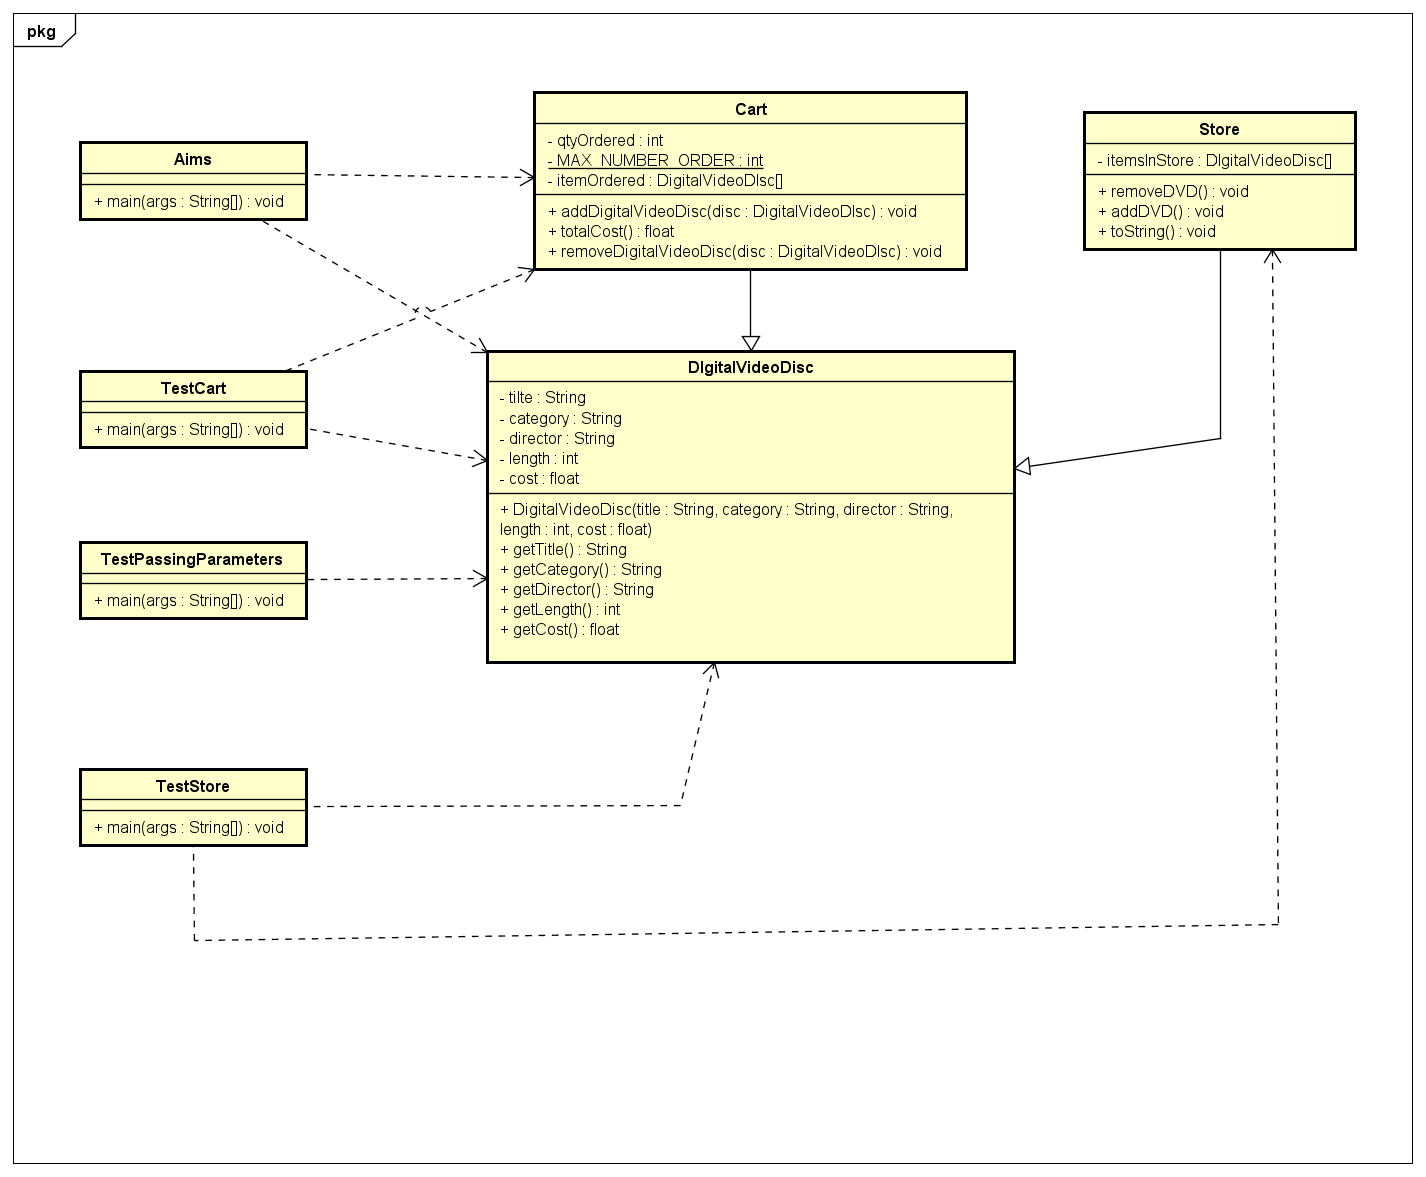 pkg
Cart
- qtyOrdered : int
- MAX_NUMBER_ORDER : int
- itemOrdered : DigitalVideoDIsc[]
+ addDigitalVideoDisc(disc : DigitalVideoDIsc) : void
+ totalCost() : float
+ removeDigitalVideoDisc(disc : DigitalVideoDIsc) : void
Store
- itemsInStore : DIgitalVideoDisc[]
+ removeDVD() : void
+ addDVD() : void
+ toString() : void
Aims
+ main(args : String[]) : void
TestCart
+ main(args : String[]) : void
DIgitalVideoDisc
- tilte : String
- category : String
- director : String
- length : int
- cost : float
+ DigitalVideoDisc(title : String, category : String, director : String,
length : int, cost : float)
+ getTitle() : String
+ getCategory() : String
+ getDirector() : String
+ getLength() : int
+ getCost() : float
TestPassingParameters
+ main(args : String[]) : void
TestStore
+ main(args : String[]) : void